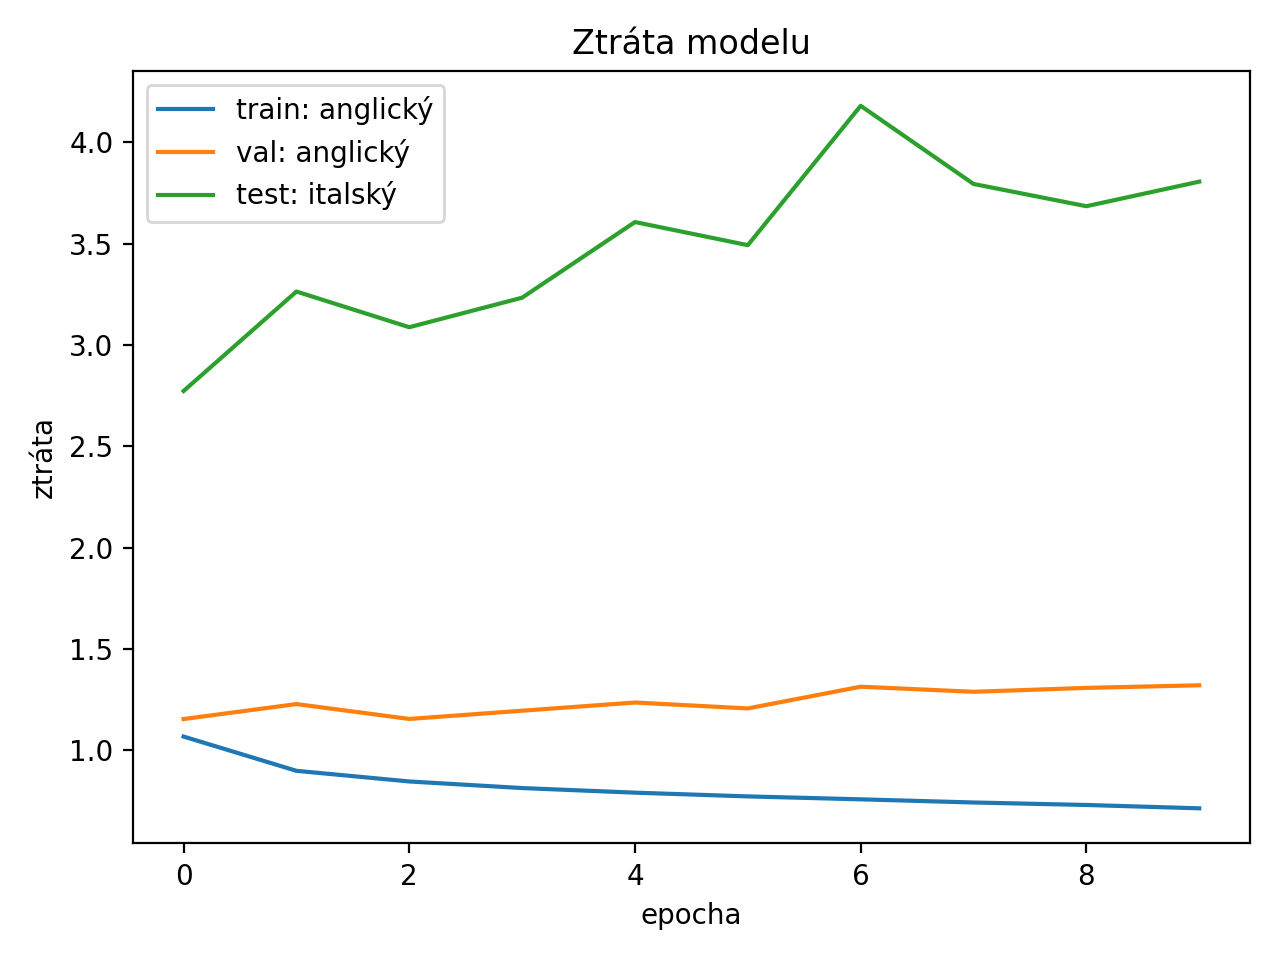 Ztráta modelu
train: anglický
val: anglický
test: italský
4.0
3.5
3.0
2.5
2.0
1.5
1.0
ztráta
0 2 4 6 8
epocha